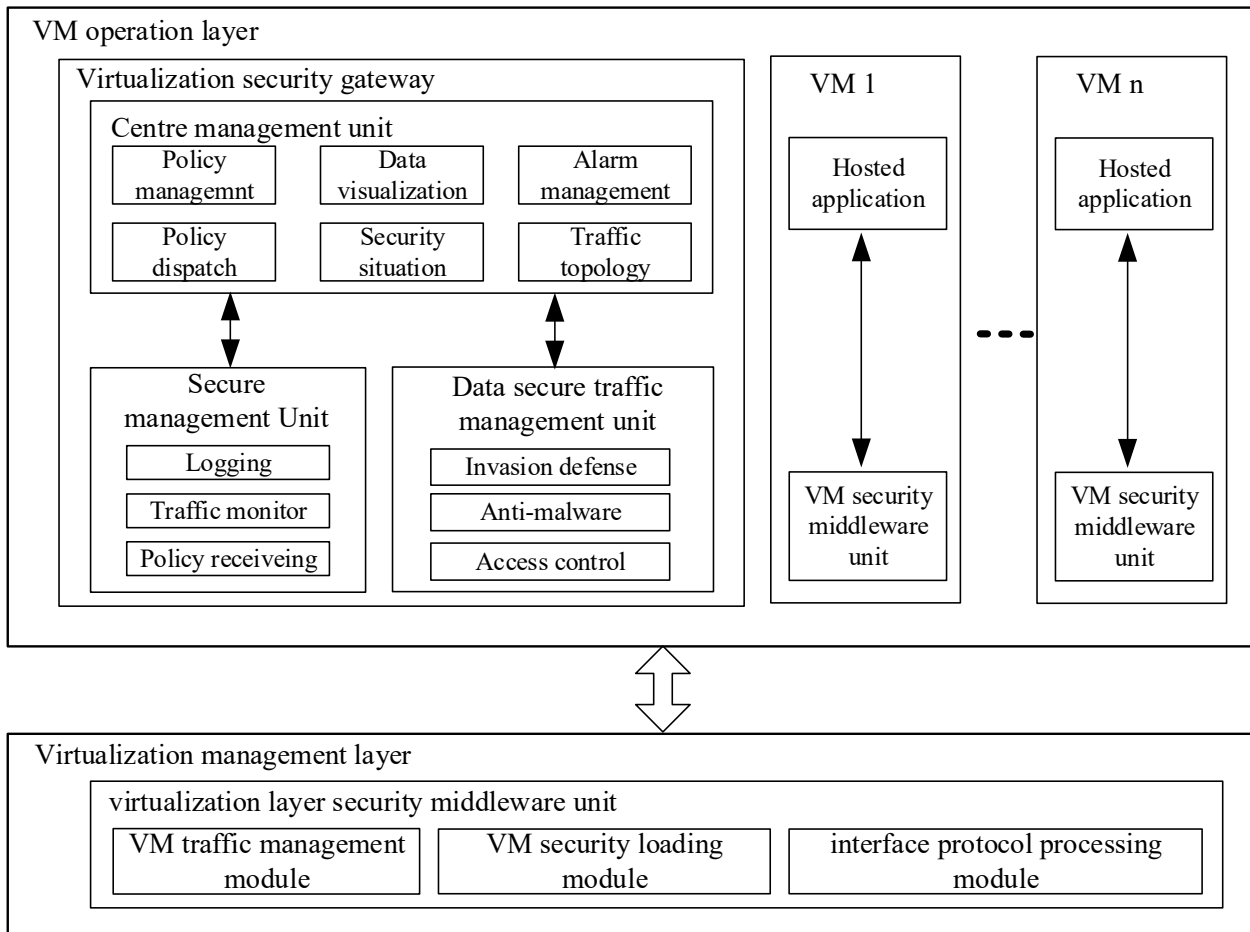 VM operation layer
Virtualization security gateway
Centre management unit
Policy
managemnt
Data
visualization
Alarm
management
Policy
dispatch
Security
situation
Traffic
topology
Secure
management Unit
Logging
Traffic monitor
Policy receiveing
Data secure traffic
management unit
Invasion defense
Anti-malware
Access control
VM 1
Hosted
application
VM security
middleware
unit
VM n
Hosted
application
VM security
middleware
unit
Virtualization management layer
virtualization layer security middleware unit
VM traffic management
module
VM security loading
module
interface protocol processing
module